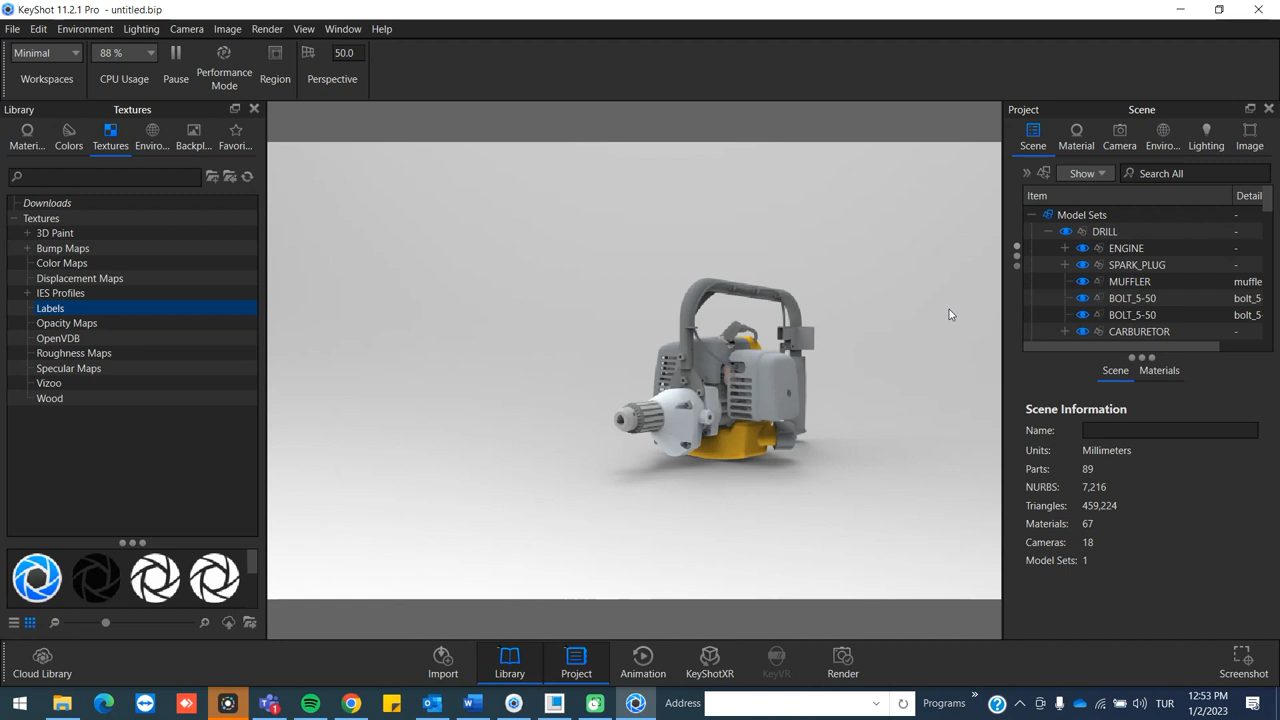 KeyShot 11.2.1 Pro - untitled.bip
File Edit Environment Lighting Camera Image Render View Window Help
Minimal 88 % 50.0
Workspaces CPU Usage Pause Performance Mode Region Perspective
Library Textures
Materi... Colors Textures Enviro... Backpl... Favori...
Downloads
Textures
3D Paint
Bump Maps
Color Maps
Displacement Maps
IES Profiles
Labels
Opacity Maps
OpenVDB
Roughness Maps
Specular Maps
Vizoo
Wood
Project Scene
Scene Material Camera Enviro... Lighting Image
Show Search All
Item Detail
Model Sets -
DRILL -
ENGINE -
SPARK_PLUG -
MUFFLER muffle
BOLT_5-50 bolt_5-
BOLT_5-50 bolt_5-
CARBURETOR -
Scene Materials
Scene Information
Name:
Units: Millimeters
Parts: 89
NURBS: 7,216
Triangles: 459,224
Materials: 67
Cameras: 18
Model Sets: 1
Cloud Library Import Library Project Animation KeyShotXR KeyVR Render Screenshot
Address Programs » TUR 12:53 PM
1/2/2023